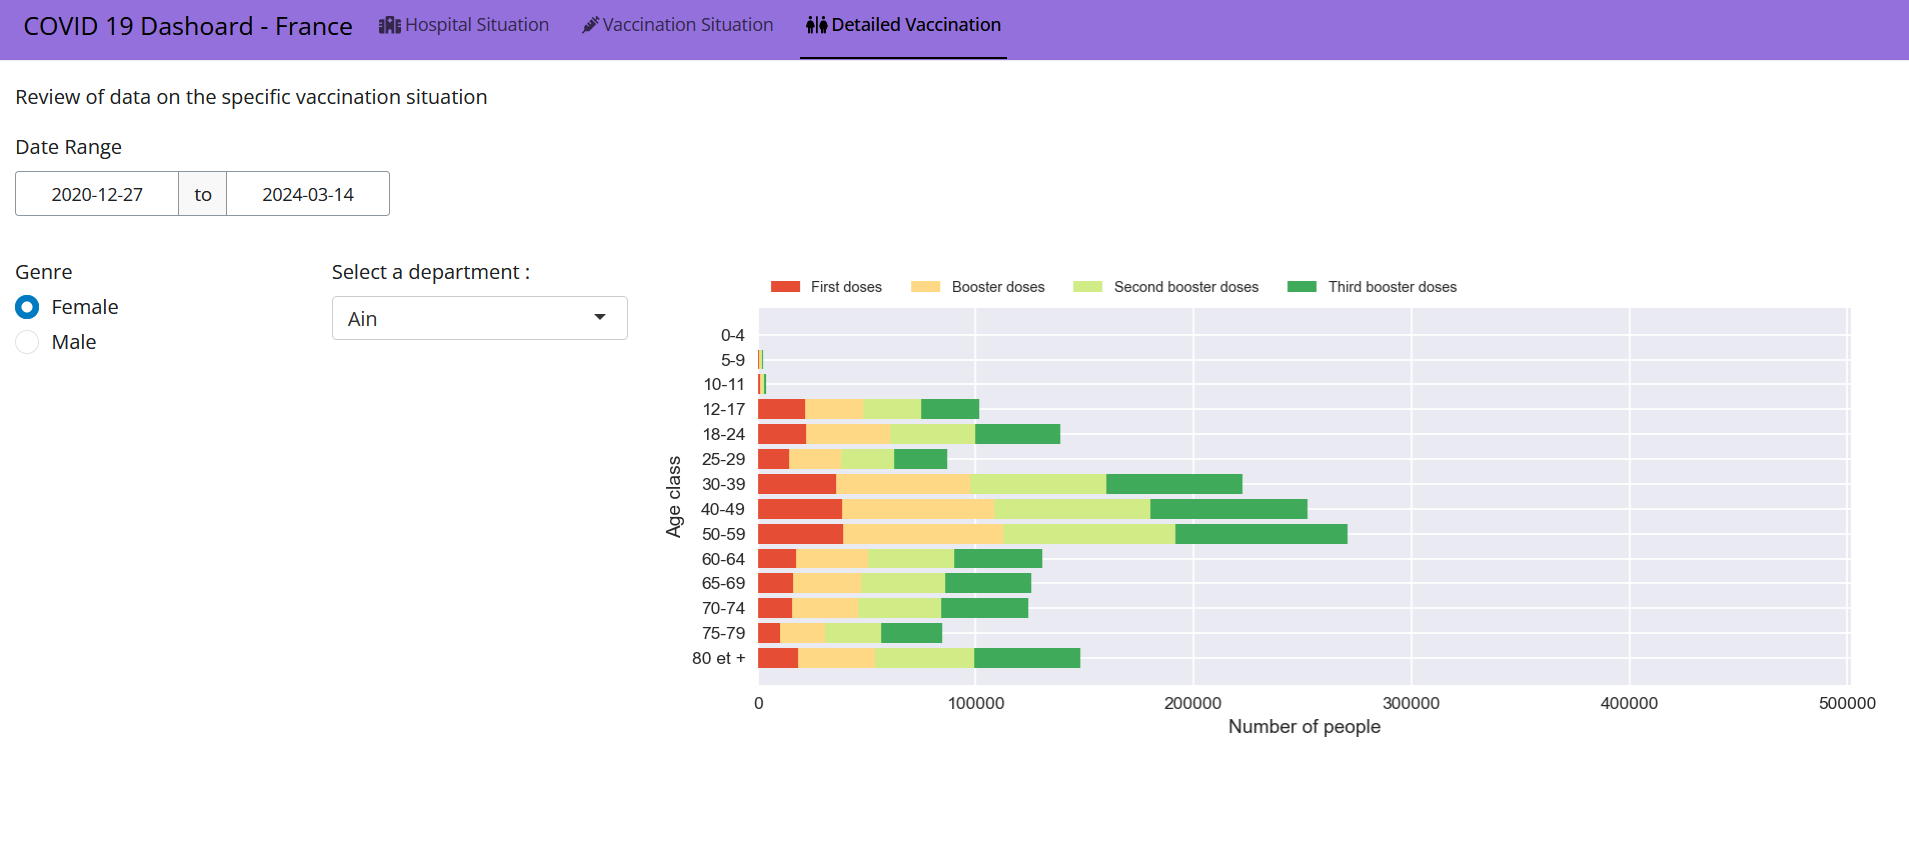 COVID 19 Dashoard - France Hospital Situation Vaccination Situation Detailed Vaccination
Review of data on the specific vaccination situation
Date Range
2020-12-27 to 2024-03-14
Genre
Female
Male
Select a department :
Ain
First doses Booster doses Second booster doses Third booster doses
Age class
0-4
5-9
10-11
12-17
18-24
25-29
30-39
40-49
50-59
60-64
65-69
70-74
75-79
80 et +
0 100000 200000 300000 400000 500000
Number of people